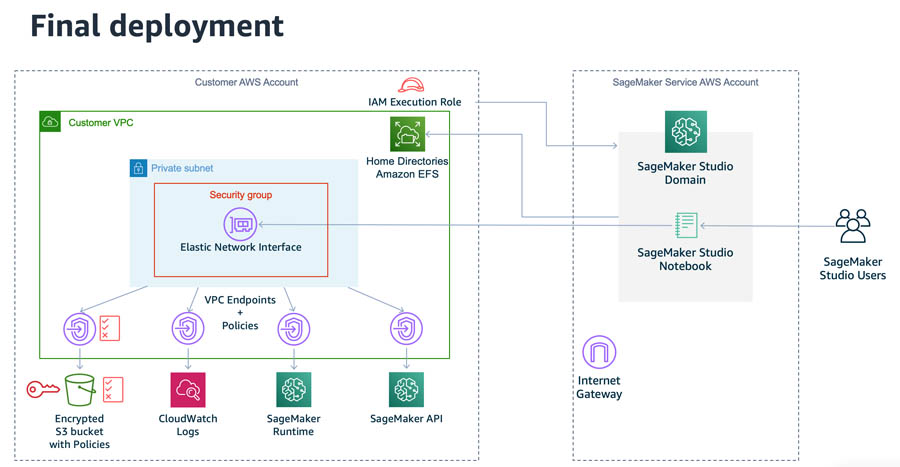 Final deployment
Customer AWS Account
SageMaker Service AWS Account
IAM Execution Role
Customer VPC
Home Directories
Amazon EFS
Private subnet
Security group
Elastic Network Interface
SageMaker Studio
Domain
SageMaker Studio
Notebook
SageMaker
Studio Users
VPC Endpoints
+
Policies
Internet
Gateway
Encrypted
S3 bucket
with Policies
CloudWatch
Logs
SageMaker
Runtime
SageMaker API